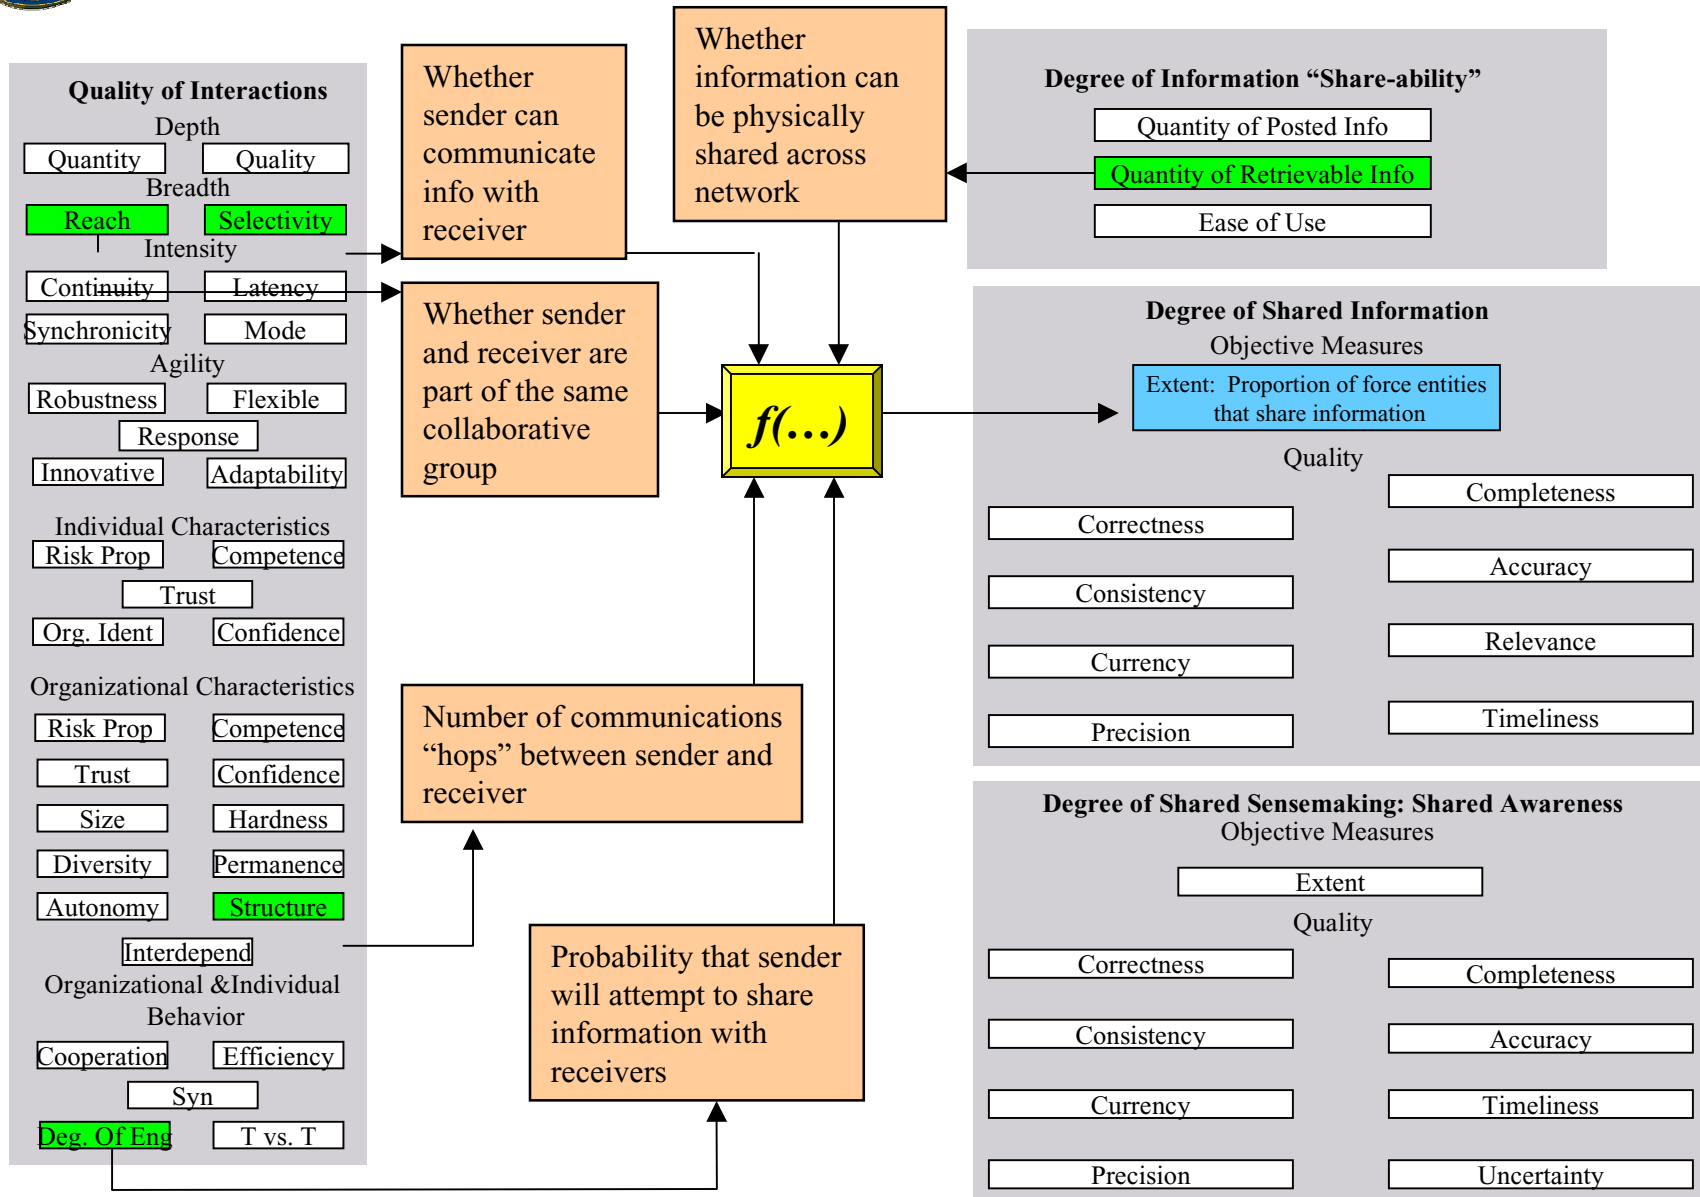 Quality of Interactions
Depth
Quantity
Quality
Breadth
Reach
Selectivity
Intensity
Continuity
Latency
Synchronicity
Mode
Agility
Robustness
Flexible
Response
Innovative
Adaptability
Individual Characteristics
Risk Prop
Competence
Trust
Org. Ident
Confidence
Organizational Characteristics
Risk Prop
Competence
Trust
Confidence
Size
Hardness
Diversity
Permanence
Autonomy
Structure
Interdepend
Organizational &Individual
Behavior
Cooperation
Efficiency
Syn
Deg. Of Eng
T vs. T
Whether
sender can
communicate
info with
receiver
Whether sender
and receiver are
part of the same
collaborative
group
Number of communications
“hops” between sender and
receiver
Probability that sender
will attempt to share
information with
receivers
Whether
information can
be physically
shared across
network
f(…)
Degree of Information “Share-ability”
Quantity of Posted Info
Quantity of Retrievable Info
Ease of Use
Degree of Shared Information
Objective Measures
Extent: Proportion of force entities
that share information
Quality
Completeness
Correctness
Accuracy
Consistency
Relevance
Currency
Timeliness
Precision
Degree of Shared Sensemaking: Shared Awareness
Objective Measures
Extent
Quality
Correctness
Completeness
Consistency
Accuracy
Currency
Timeliness
Precision
Uncertainty